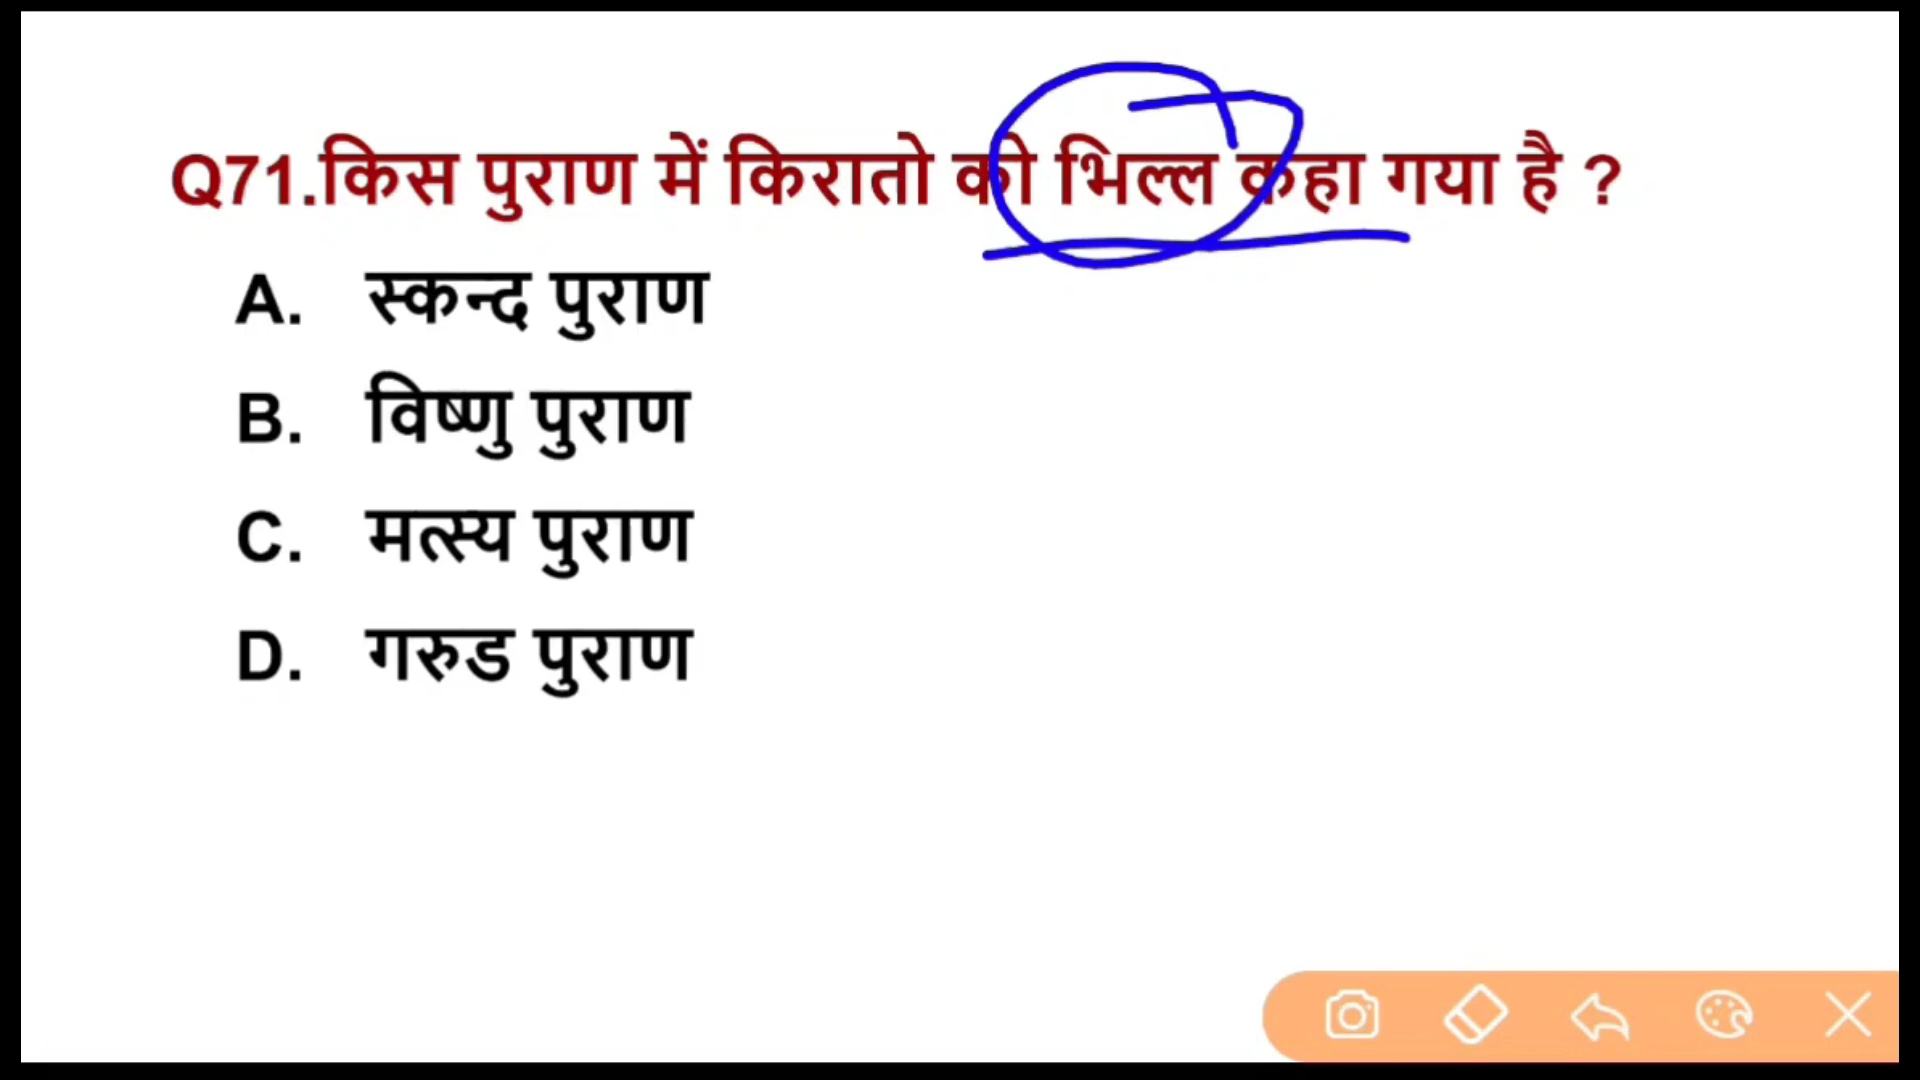 Q71.किस पुराण में किरातो को भिल्ल कहा गया है ?
A. स्कन्द पुराण
B. विष्णु पुराण
C. मत्स्य पुराण
D. गरुड पुराण